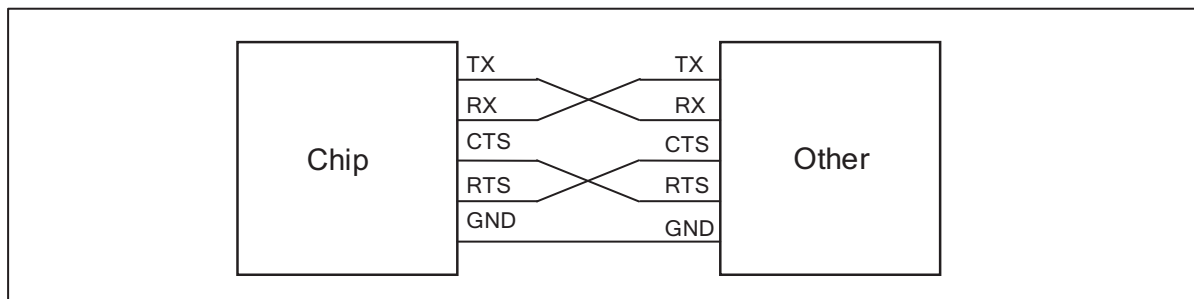 TX TX
RX RX
CTS CTS
Chip Other
RTS RTS
GND GND